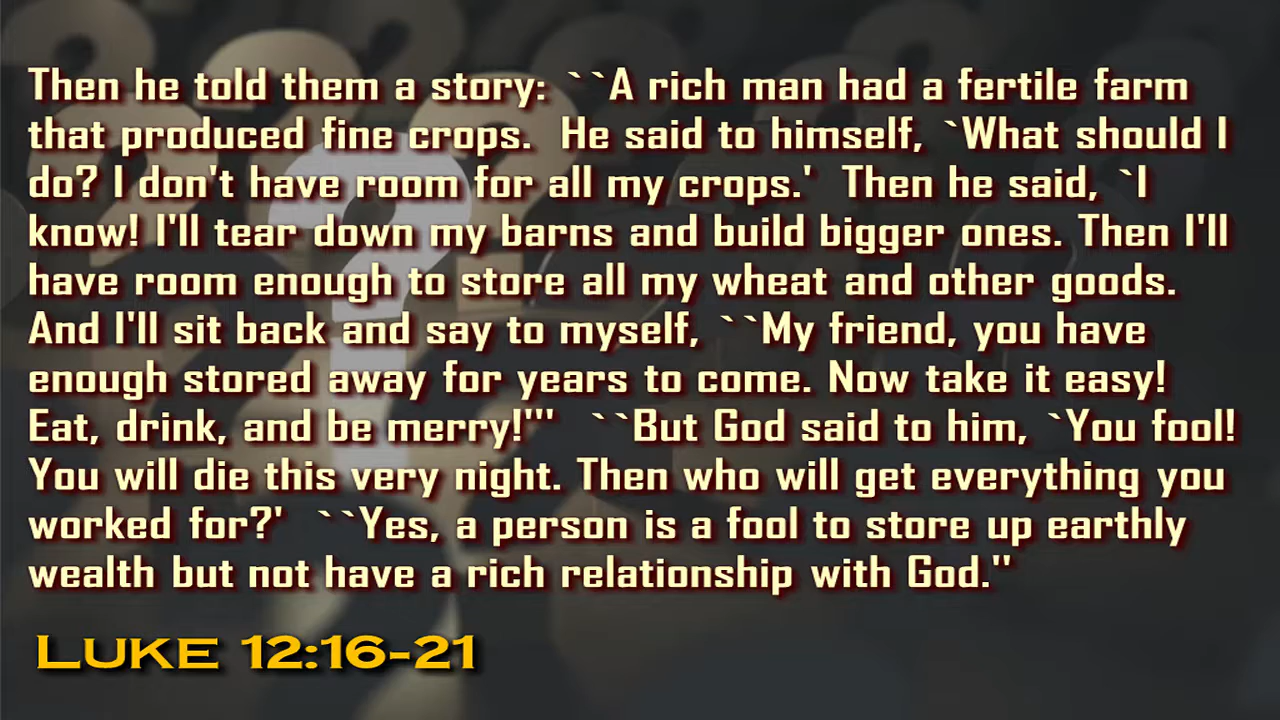 Then he told them a story: ``A rich man had a fertile farm
that produced fine crops. He said to himself, `What should I
do? I don't have room for all my crops.' Then he said, `I
know! I'll tear down my barns and build bigger ones. Then I'll
have room enough to store all my wheat and other goods.
And I'll sit back and say to myself, ``My friend, you have
enough stored away for years to come. Now take it easy!
Eat, drink, and be merry!''' ``But God said to him, `You fool!
You will die this very night. Then who will get everything you
worked for?' ``Yes, a person is a fool to store up earthly
wealth but not have a rich relationship with God.''
Luke 12:16-21